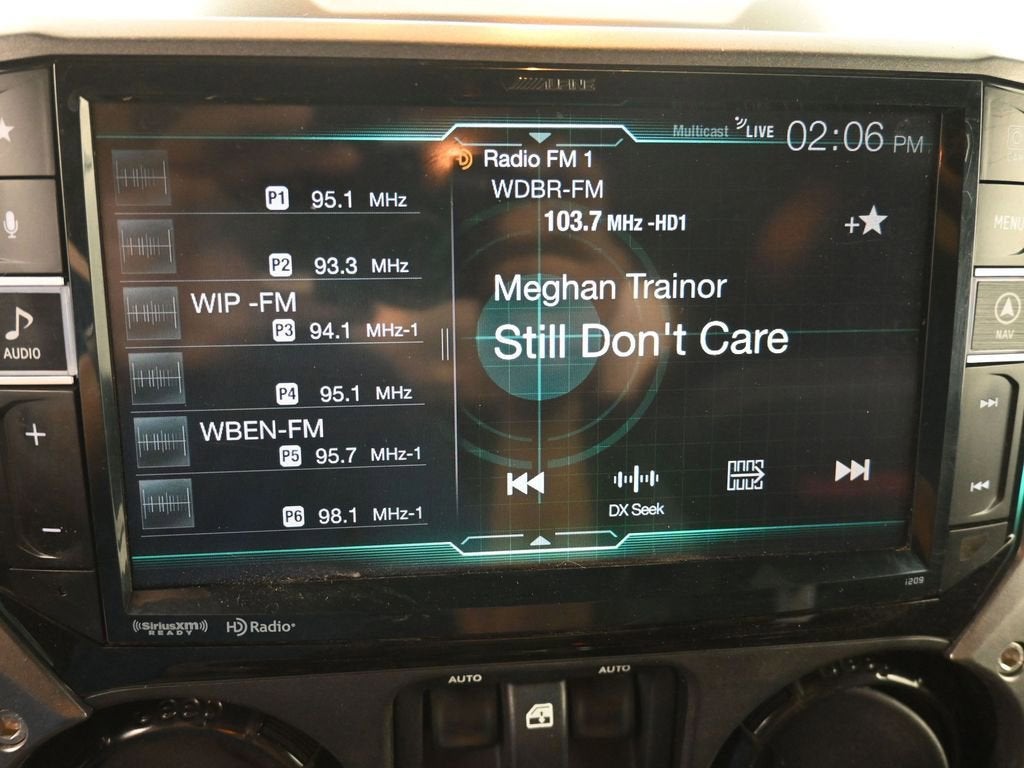 ALPINE
Multicast LIVE 02:06 PM
Radio FM 1
WDBR-FM
103.7 MHz -HD1
Meghan Trainor
Still Don't Care
DX Seek
P1 95.1 MHz
P2 93.3 MHz
WIP -FM
P3 94.1 MHz-1
P4 95.1 MHz
WBEN-FM
P5 95.7 MHz-1
P6 98.1 MHz-1
AUDIO
+
-
MENU
NAV
i209
((SiriusXM))
READY
HD Radio
AUTO
AUTO
Jeep